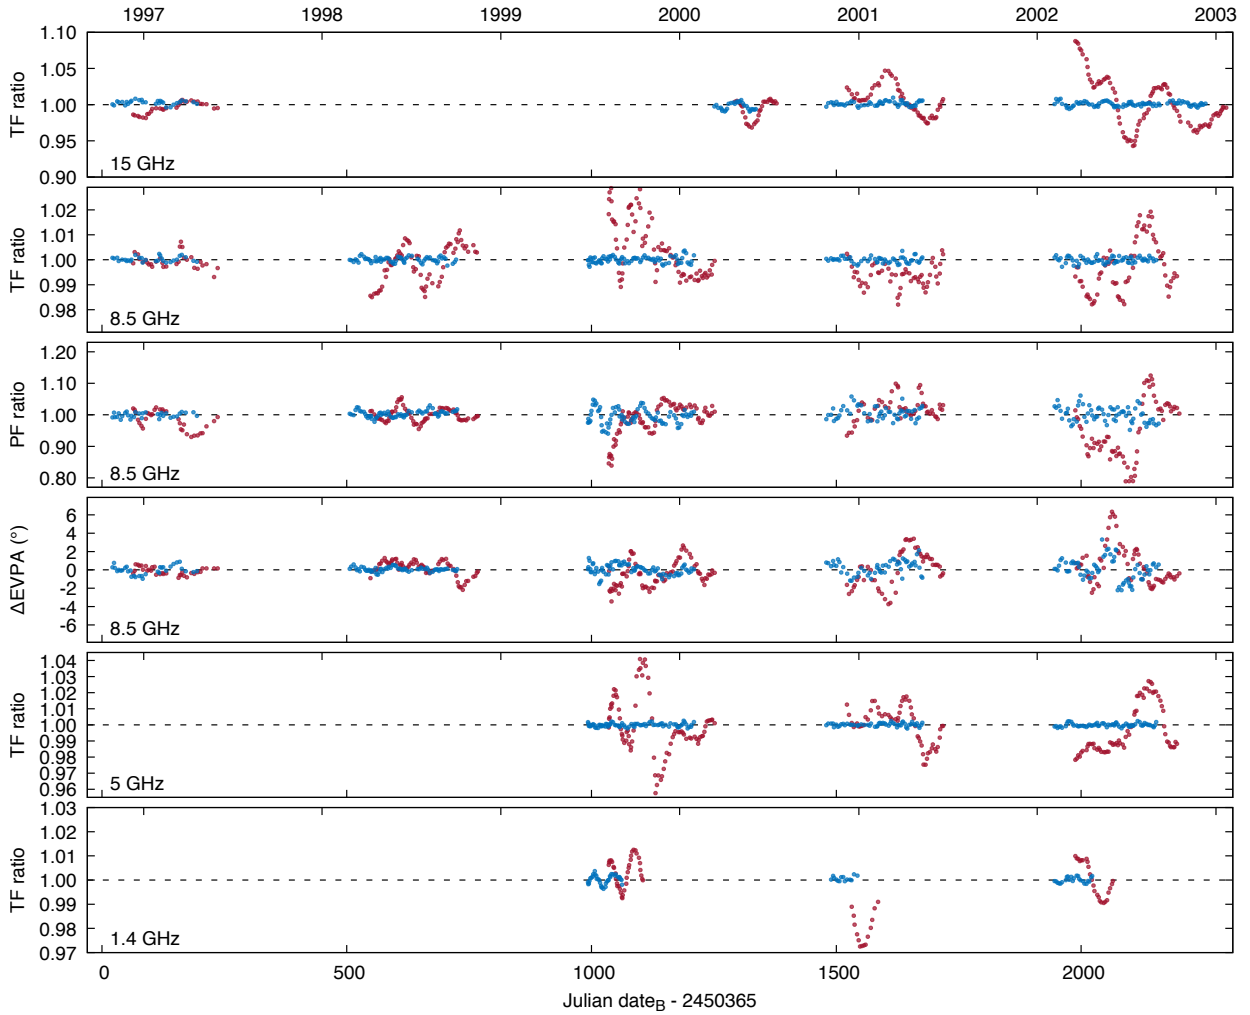 1997 1998 1999 2000 2001 2002 2003
1.10
1.05
1.00
0.95
0.90
TF ratio
15 GHz
1.02
1.01
1.00
0.99
0.98
TF ratio
8.5 GHz
1.20
1.10
1.00
0.90
0.80
PF ratio
8.5 GHz
6
4
2
0
-2
-4
-6
ΔEVPA (°)
8.5 GHz
1.04
1.03
1.02
1.01
1.00
0.99
0.98
0.97
0.96
TF ratio
5 GHz
1.03
1.02
1.01
1.00
0.99
0.98
0.97
TF ratio
1.4 GHz
0 500 1000 1500 2000
Julian date_B - 2450365